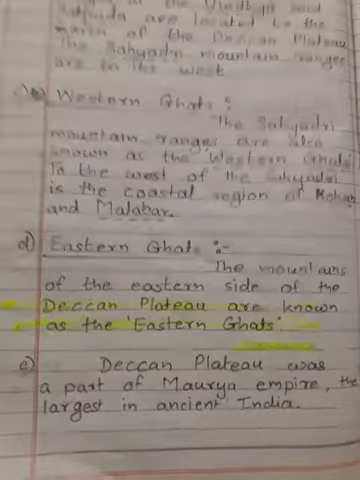 of the Vindhya and
Satpuda are located to the
march of the Deccan Plateau
The Sahyadri mountain ranges
are to the west
Western Ghats :
The Sahyadri
mountain ranges are also
known as the 'Western Ghats'
To the west of the Sahyadri
is the coastal region of Kokan
and Malabar.
d) Eastern Ghats :-
The mountains
of the eastern side of the
Deccan Plateau are known
as the 'Eastern Ghats'.
e) Deccan Plateau was
a part of Maurya empire, the
largest in ancient India.